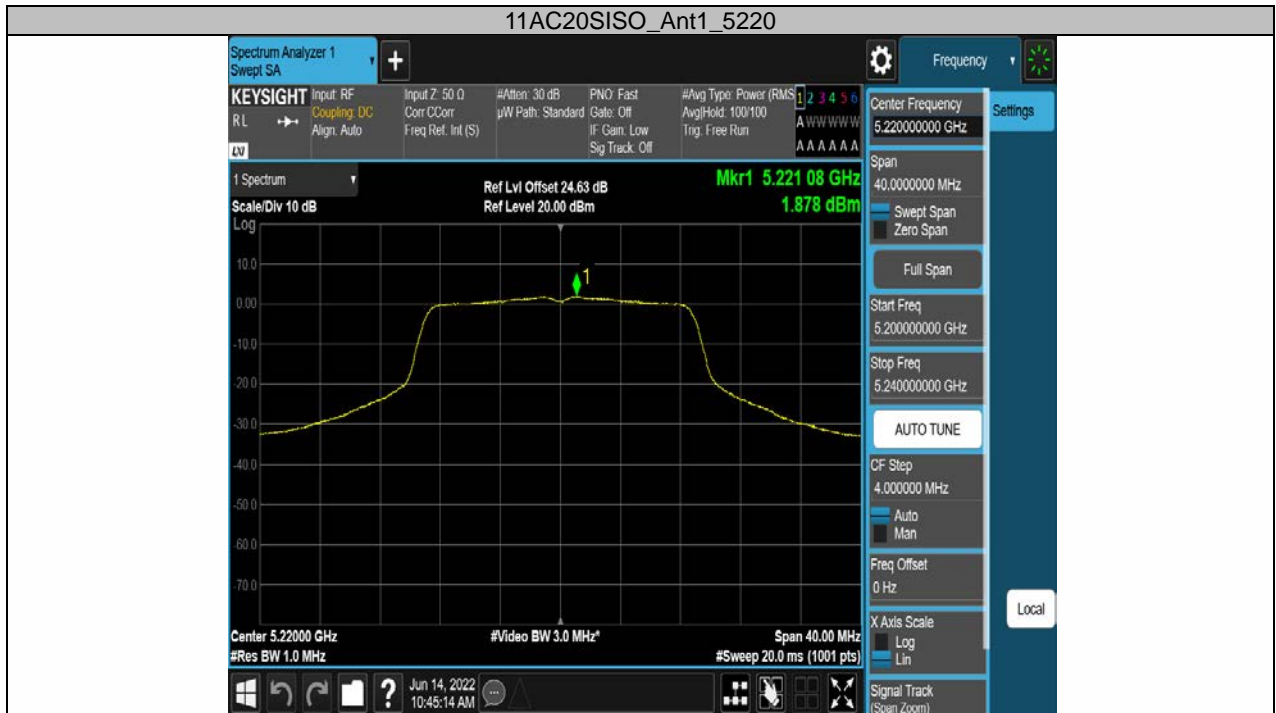 11AC20SISO_Ant1_5220
Spectrum Analyzer 1
Swept SA
+
Frequency
KEYSIGHT
RL
LXI
Input: RF
Coupling: DC
Align: Auto
Input Z: 50 Ω
Corr CCorr
Freq Ref: Int (S)
#Atten: 30 dB
µW Path: Standard
PNO: Fast
Gate: Off
IF Gain: Low
Sig Track: Off
#Avg Type: Power (RMS
Avg|Hold: 100/100
Trig: Free Run
1 2 3 4 5 6
A W W W W W
A A A A A A
1 Spectrum
Scale/Div 10 dB
Ref Lvl Offset 24.63 dB
Ref Level 20.00 dBm
Mkr1 5.221 08 GHz
1.878 dBm
Log
10.0
0.00
-10.0
-20.0
-30.0
-40.0
-50.0
-60.0
-70.0
1
Center 5.22000 GHz
#Res BW 1.0 MHz
#Video BW 3.0 MHz*
Span 40.00 MHz
#Sweep 20.0 ms (1001 pts)
?
Jun 14, 2022
10:45:14 AM
Center Frequency
5.220000000 GHz
Span
40.0000000 MHz
Swept Span
Zero Span
Full Span
Start Freq
5.200000000 GHz
Stop Freq
5.240000000 GHz
AUTO TUNE
CF Step
4.000000 MHz
Auto
Man
Freq Offset
0 Hz
X Axis Scale
Log
Lin
Signal Track
(Span Zoom)
Settings
Local